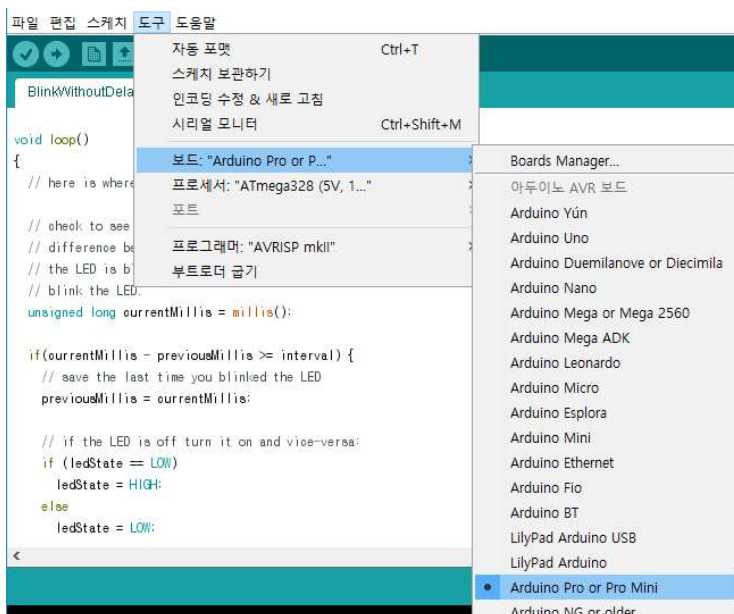 파일 편집 스케치 도구 도움말
BlinkWithoutDela
자동 포맷 Ctrl+T
스케치 보관하기
인코딩 수정 & 새로 고침
시리얼 모니터 Ctrl+Shift+M
보드: "Arduino Pro or P..."
프로세서: "ATmega328 (5V, 1..."
포트
프로그래머: "AVRISP mkII"
부트로더 굽기
Boards Manager...
아두이노 AVR 보드
Arduino Yún
Arduino Uno
Arduino Duemilanove or Diecimila
Arduino Nano
Arduino Mega or Mega 2560
Arduino Mega ADK
Arduino Leonardo
Arduino Micro
Arduino Esplora
Arduino Mini
Arduino Ethernet
Arduino Fio
Arduino BT
LilyPad Arduino USB
LilyPad Arduino
Arduino Pro or Pro Mini
Arduino NG or older
void loop()
{
// here is where
// check to see
// difference be
// the LED is bl
// blink the LED.
unsigned long currentMillis = millis();
if(currentMillis - previousMillis >= interval) {
// save the last time you blinked the LED
previousMillis = currentMillis;
// if the LED is off turn it on and vice-versa:
if (ledState == LOW)
ledState = HIGH;
else
ledState = LOW;